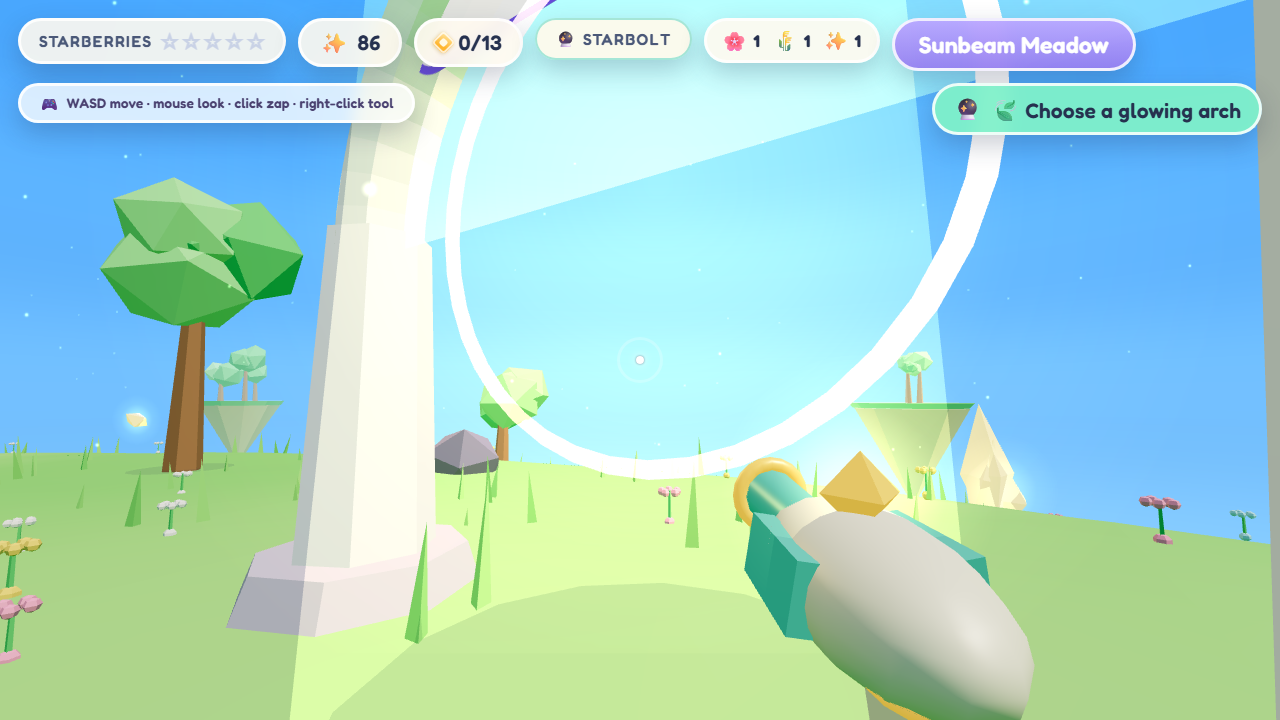 STARBERRIES
86
0/13
STARBOLT
1 1 1
Sunbeam Meadow
WASD move · mouse look · click zap · right-click tool
Choose a glowing arch